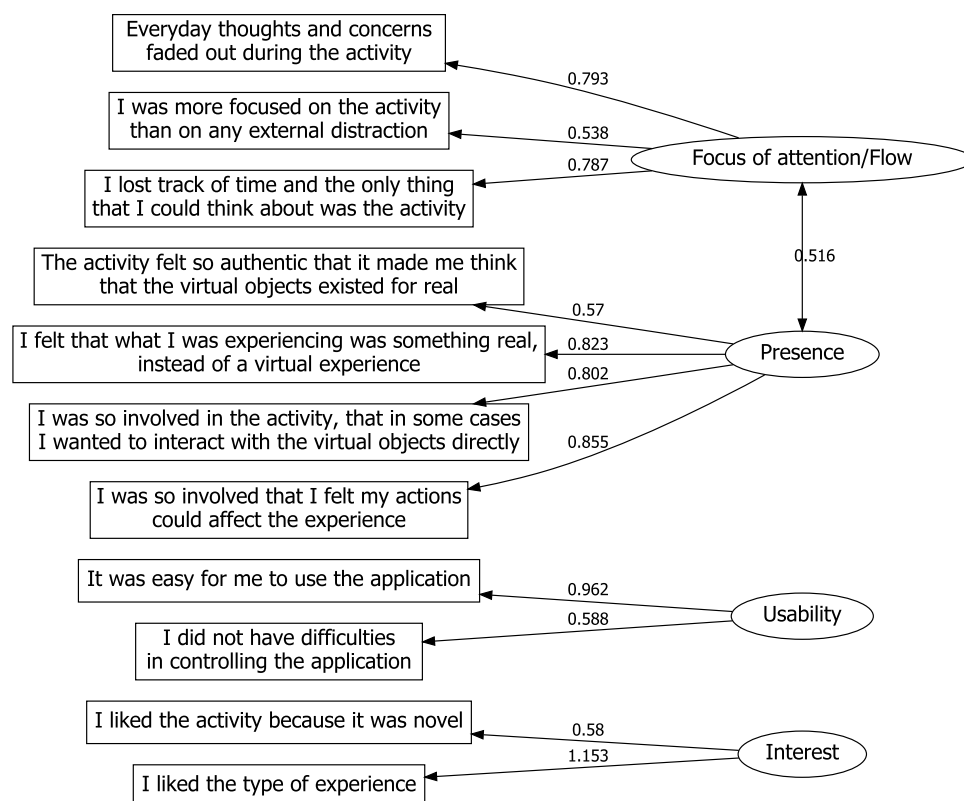 Everyday thoughts and concerns
faded out during the activity
0.793
I was more focused on the activity
than on any external distraction
0.538
Focus of attention/Flow
0.787
I lost track of time and the only thing
that I could think about was the activity
0.516
The activity felt so authentic that it made me think
that the virtual objects existed for real
0.57
I felt that what I was experiencing was something real,
instead of a virtual experience
0.823
Presence
0.802
I was so involved in the activity, that in some cases
I wanted to interact with the virtual objects directly
0.855
I was so involved that I felt my actions
could affect the experience
It was easy for me to use the application
0.962
Usability
0.588
I did not have difficulties
in controlling the application
I liked the activity because it was novel
0.58
Interest
1.153
I liked the type of experience